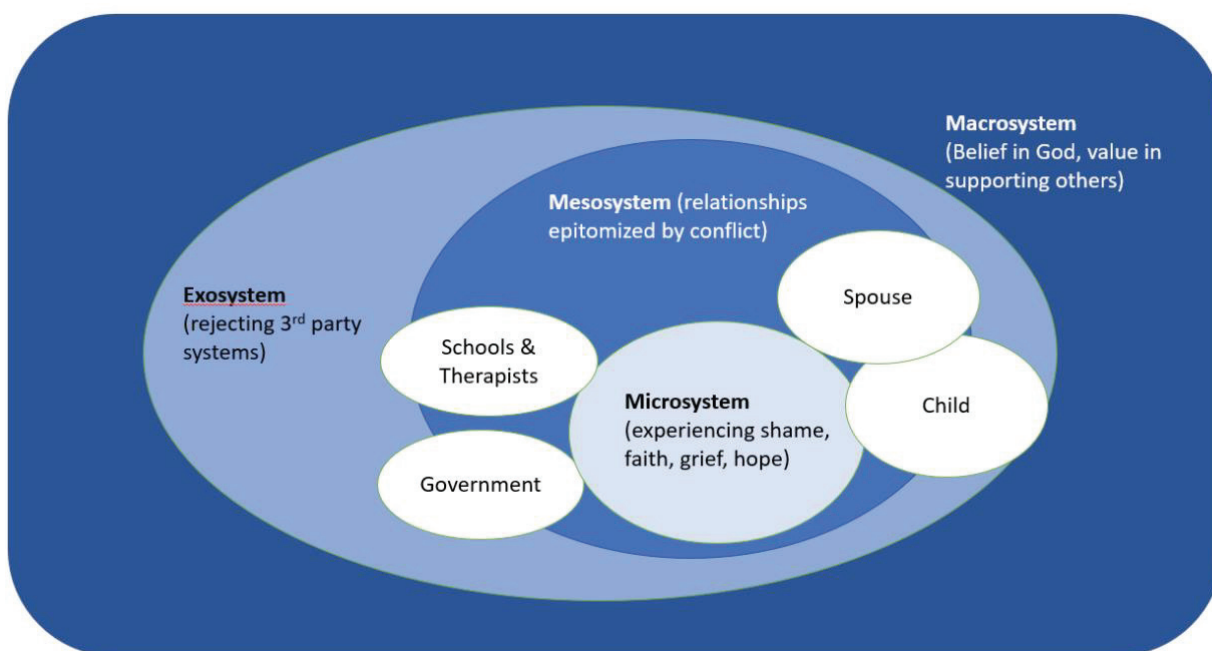 Macrosystem
(Belief in God, value in
supporting others)
Mesosystem (relationships
epitomized by conflict)
Exosystem
(rejecting 3rd party
systems)
Spouse
Schools &
Therapists
Child
Microsystem
(experiencing shame,
faith, grief, hope)
Government